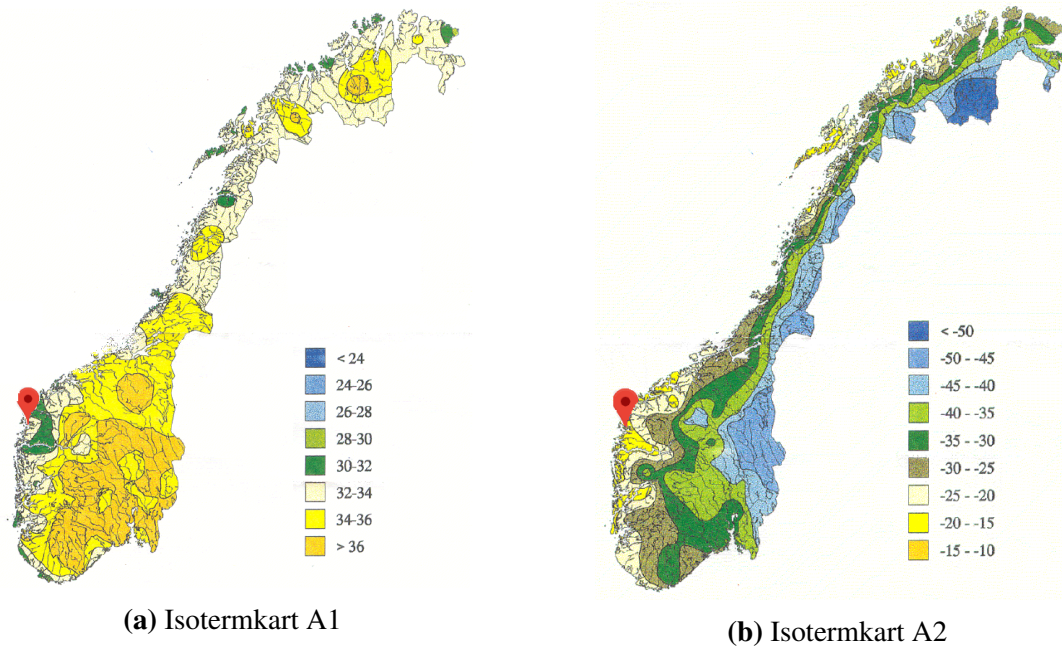 < 24
24-26
26-28
28-30
30-32
32-34
34-36
> 36
(a) Isotermkart A1
< -50
-50 - -45
-45 - -40
-40 - -35
-35 - -30
-30 - -25
-25 - -20
-20 - -15
-15 - -10
(b) Isotermkart A2